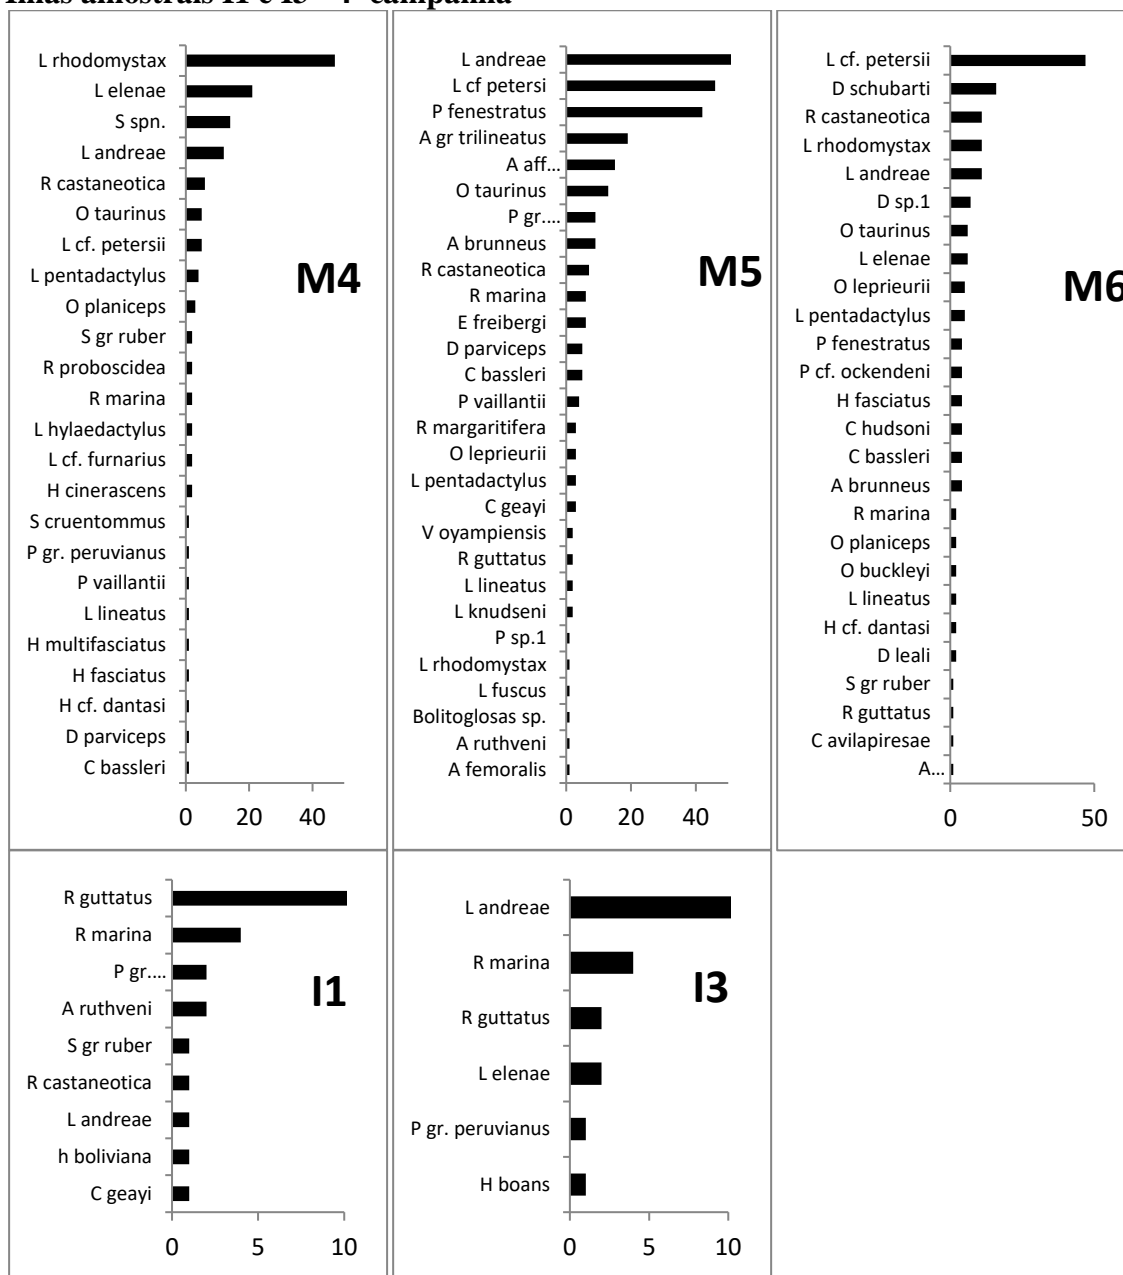 M4
L rhodomystax
L elenae
S spn.
L andreae
R castaneotica
O taurinus
L cf. petersii
L pentadactylus
O planiceps
S gr ruber
R proboscidea
R marina
L hylaedactylus
L cf. furnarius
H cinerascens
S cruentommus
P gr. peruvianus
P vaillantii
L lineatus
H multifasciatus
H fasciatus
H cf. dantasi
D parviceps
C bassleri
0 20 40
M5
L andreae
L cf petersi
P fenestratus
A gr trilineatus
A aff...
O taurinus
P gr....
A brunneus
R castaneotica
R marina
E freibergi
D parviceps
C bassleri
P vaillantii
R margaritifera
O leprieurii
L pentadactylus
C geayi
V oyampiensis
R guttatus
L lineatus
L knudseni
P sp.1
L rhodomystax
L fuscus
Bolitoglosas sp.
A ruthveni
A femoralis
0 20 40
M6
L cf. petersii
D schubarti
R castaneotica
L rhodomystax
L andreae
D sp.1
O taurinus
L elenae
O leprieurii
L pentadactylus
P fenestratus
P cf. ockendeni
H fasciatus
C hudsoni
C bassleri
A brunneus
R marina
O planiceps
O buckleyi
L lineatus
H cf. dantasi
D leali
S gr ruber
R guttatus
C avilapiresae
A...
0 50
I1
R guttatus
R marina
P gr....
A ruthveni
S gr ruber
R castaneotica
L andreae
h boliviana
C geayi
0 5 10
I3
L andreae
R marina
R guttatus
L elenae
P gr. peruvianus
H boans
0 5 10